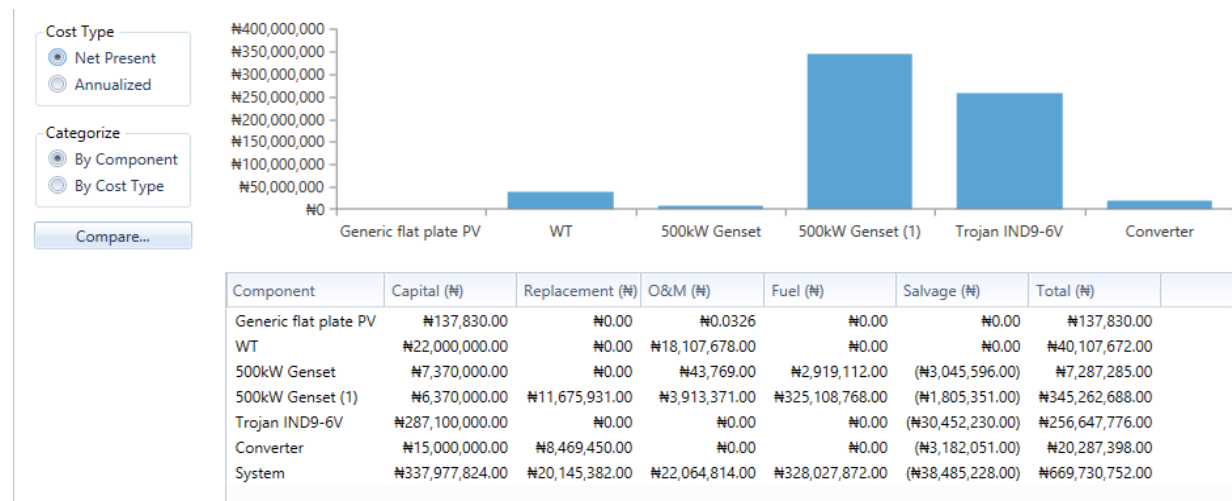 Cost Type
Net Present
Annualized
Categorize
By Component
By Cost Type
Compare...
₦400,000,000
₦350,000,000
₦300,000,000
₦250,000,000
₦200,000,000
₦150,000,000
₦100,000,000
₦50,000,000
₦0
Generic flat plate PV WT 500kW Genset 500kW Genset (1) Trojan IND9-6V Converter
Component Capital (₦) Replacement (₦) O&M (₦) Fuel (₦) Salvage (₦) Total (₦)
Generic flat plate PV ₦137,830.00 ₦0.00 ₦0.0326 ₦0.00 ₦0.00 ₦137,830.00
WT ₦22,000,000.00 ₦0.00 ₦18,107,678.00 ₦0.00 ₦0.00 ₦40,107,672.00
500kW Genset ₦7,370,000.00 ₦0.00 ₦43,769.00 ₦2,919,112.00 (₦3,045,596.00) ₦7,287,285.00
500kW Genset (1) ₦6,370,000.00 ₦11,675,931.00 ₦3,913,371.00 ₦325,108,768.00 (₦1,805,351.00) ₦345,262,688.00
Trojan IND9-6V ₦287,100,000.00 ₦0.00 ₦0.00 ₦0.00 (₦30,452,230.00) ₦256,647,776.00
Converter ₦15,000,000.00 ₦8,469,450.00 ₦0.00 ₦0.00 (₦3,182,051.00) ₦20,287,398.00
System ₦337,977,824.00 ₦20,145,382.00 ₦22,064,814.00 ₦328,027,872.00 (₦38,485,228.00) ₦669,730,752.00